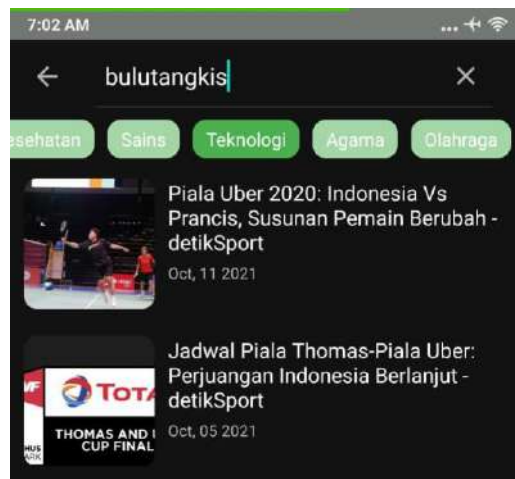 7:02 AM
...
bulutangkis
esehatan Sains Teknologi Agama Olahraga
Piala Uber 2020: Indonesia Vs
Prancis, Susunan Pemain Berubah -
detikSport
Oct, 11 2021
Jadwal Piala Thomas-Piala Uber:
Perjuangan Indonesia Berlanjut -
detikSport
Oct, 05 2021
TOTA
THOMAS AND
CUP FINAL